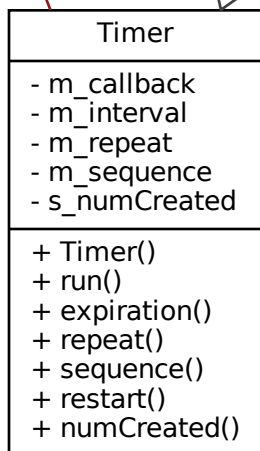 Timer
- m_callback
- m_interval
- m_repeat
- m_sequence
- s_numCreated
+ Timer()
+ run()
+ expiration()
+ repeat()
+ sequence()
+ restart()
+ numCreated()